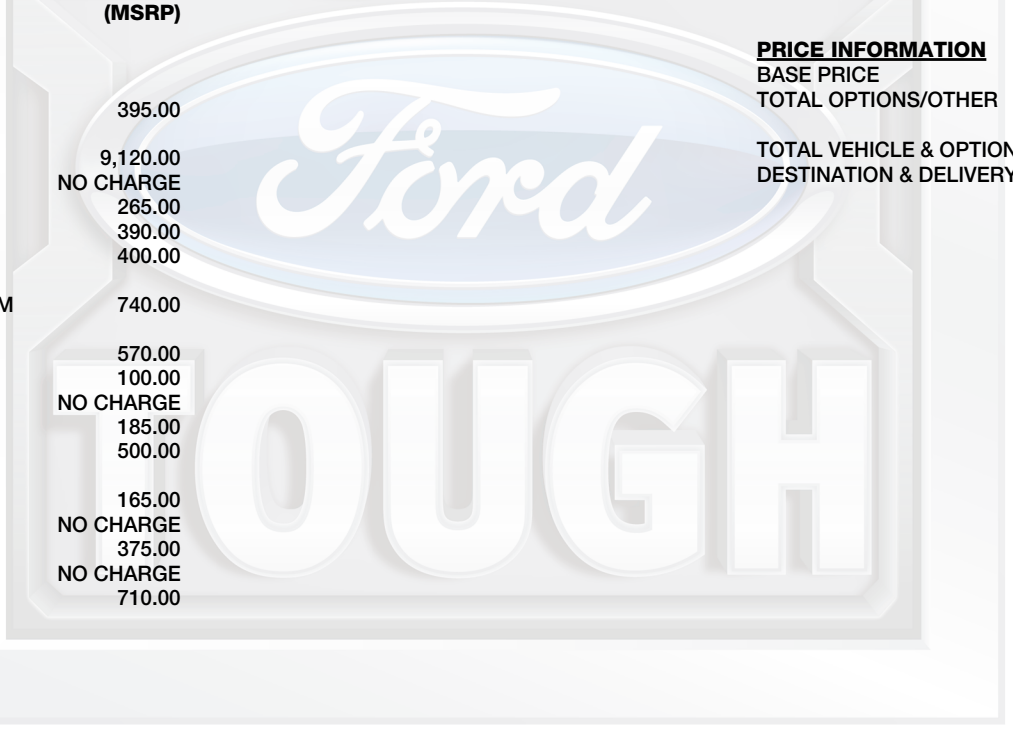 (MSRP)
395.00
9,120.00
NO CHARGE
265.00
390.00
400.00
M 740.00
570.00
100.00
NO CHARGE
185.00
500.00
165.00
NO CHARGE
375.00
NO CHARGE
710.00
PRICE INFORMATION
BASE PRICE
TOTAL OPTIONS/OTHER
TOTAL VEHICLE & OPTION
DESTINATION & DELIVERY
Ford
TOUGH